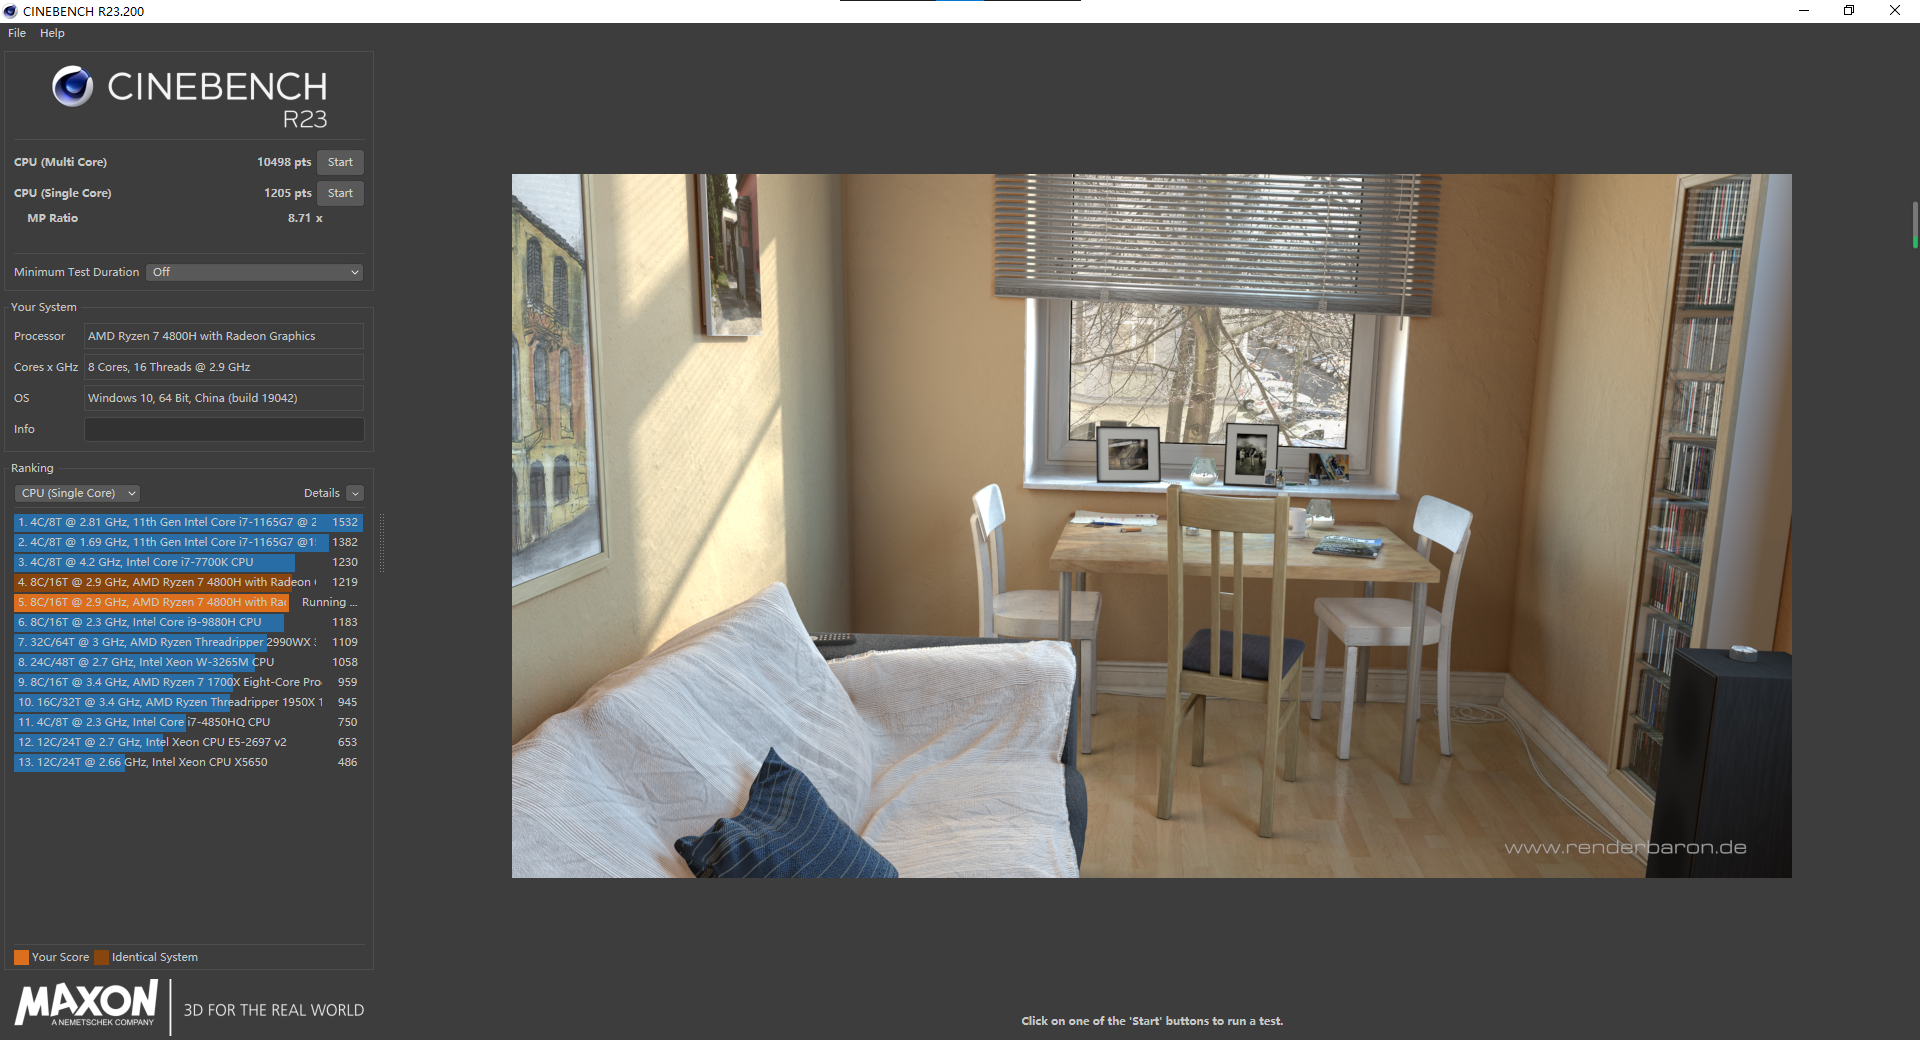 CINEBENCH R23.200
File Help
CINEBENCH
R23
CPU (Multi Core) 10498 pts Start
CPU (Single Core) 1205 pts Start
MP Ratio 8.71 x
Minimum Test Duration Off
Your System
Processor AMD Ryzen 7 4800H with Radeon Graphics
Cores x GHz 8 Cores, 16 Threads @ 2.9 GHz
OS Windows 10, 64 Bit, China (build 19042)
Info
Ranking
CPU (Single Core) Details
1. 4C/8T @ 2.81 GHz, 11th Gen Intel Core i7-1165G7 @ 2 1532
2. 4C/8T @ 1.69 GHz, 11th Gen Intel Core i7-1165G7 @1 1382
3. 4C/8T @ 4.2 GHz, Intel Core i7-7700K CPU 1230
4. 8C/16T @ 2.9 GHz, AMD Ryzen 7 4800H with Radeon 1219
5. 8C/16T @ 2.9 GHz, AMD Ryzen 7 4800H with Ra Running ...
6. 8C/16T @ 2.3 GHz, Intel Core i9-9880H CPU 1183
7. 32C/64T @ 3 GHz, AMD Ryzen Threadripper 2990WX 1109
8. 24C/48T @ 2.7 GHz, Intel Xeon W-3265M CPU 1058
9. 8C/16T @ 3.4 GHz, AMD Ryzen 7 1700X Eight-Core Pro 959
10. 16C/32T @ 3.4 GHz, AMD Ryzen Threadripper 1950X 1 945
11. 4C/8T @ 2.3 GHz, Intel Core i7-4850HQ CPU 750
12. 12C/24T @ 2.7 GHz, Intel Xeon CPU E5-2697 v2 653
13. 12C/24T @ 2.66 GHz, Intel Xeon CPU X5650 486
Your Score Identical System
MAXON
A NEMETSCHEK COMPANY
3D FOR THE REAL WORLD
www.renderbaron.de
Click on one of the 'Start' buttons to run a test.